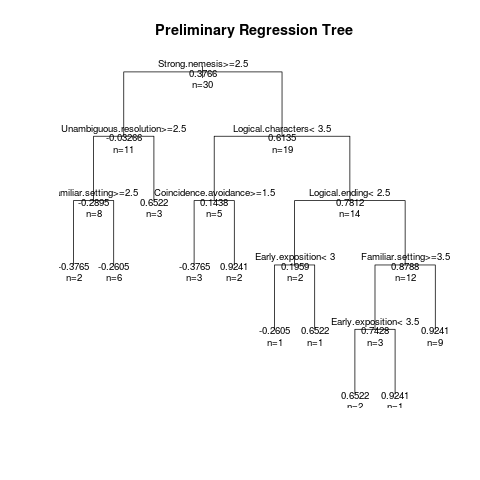 Preliminary Regression Tree
Strong.nemesis>=2.5
0.3766
n=30
Unambiguous.resolution>=2.5
-0.03266
n=11
Logical.characters< 3.5
0.6135
n=19
miliar.setting>=2.5
-0.2895
n=8
0.6522
n=3
Coincidence.avoidance>=1.5
0.1438
n=5
Logical.ending< 2.5
0.7812
n=14
-0.3765
n=2
-0.2605
n=6
-0.3765
n=3
0.9241
n=2
Early.exposition< 3
0.1959
n=2
Familiar.setting>=3.5
0.8788
n=12
-0.2605
n=1
0.6522
n=1
Early.exposition< 3.5
0.7428
n=3
0.9241
n=9
0.6522
n=2
0.9241
n=1